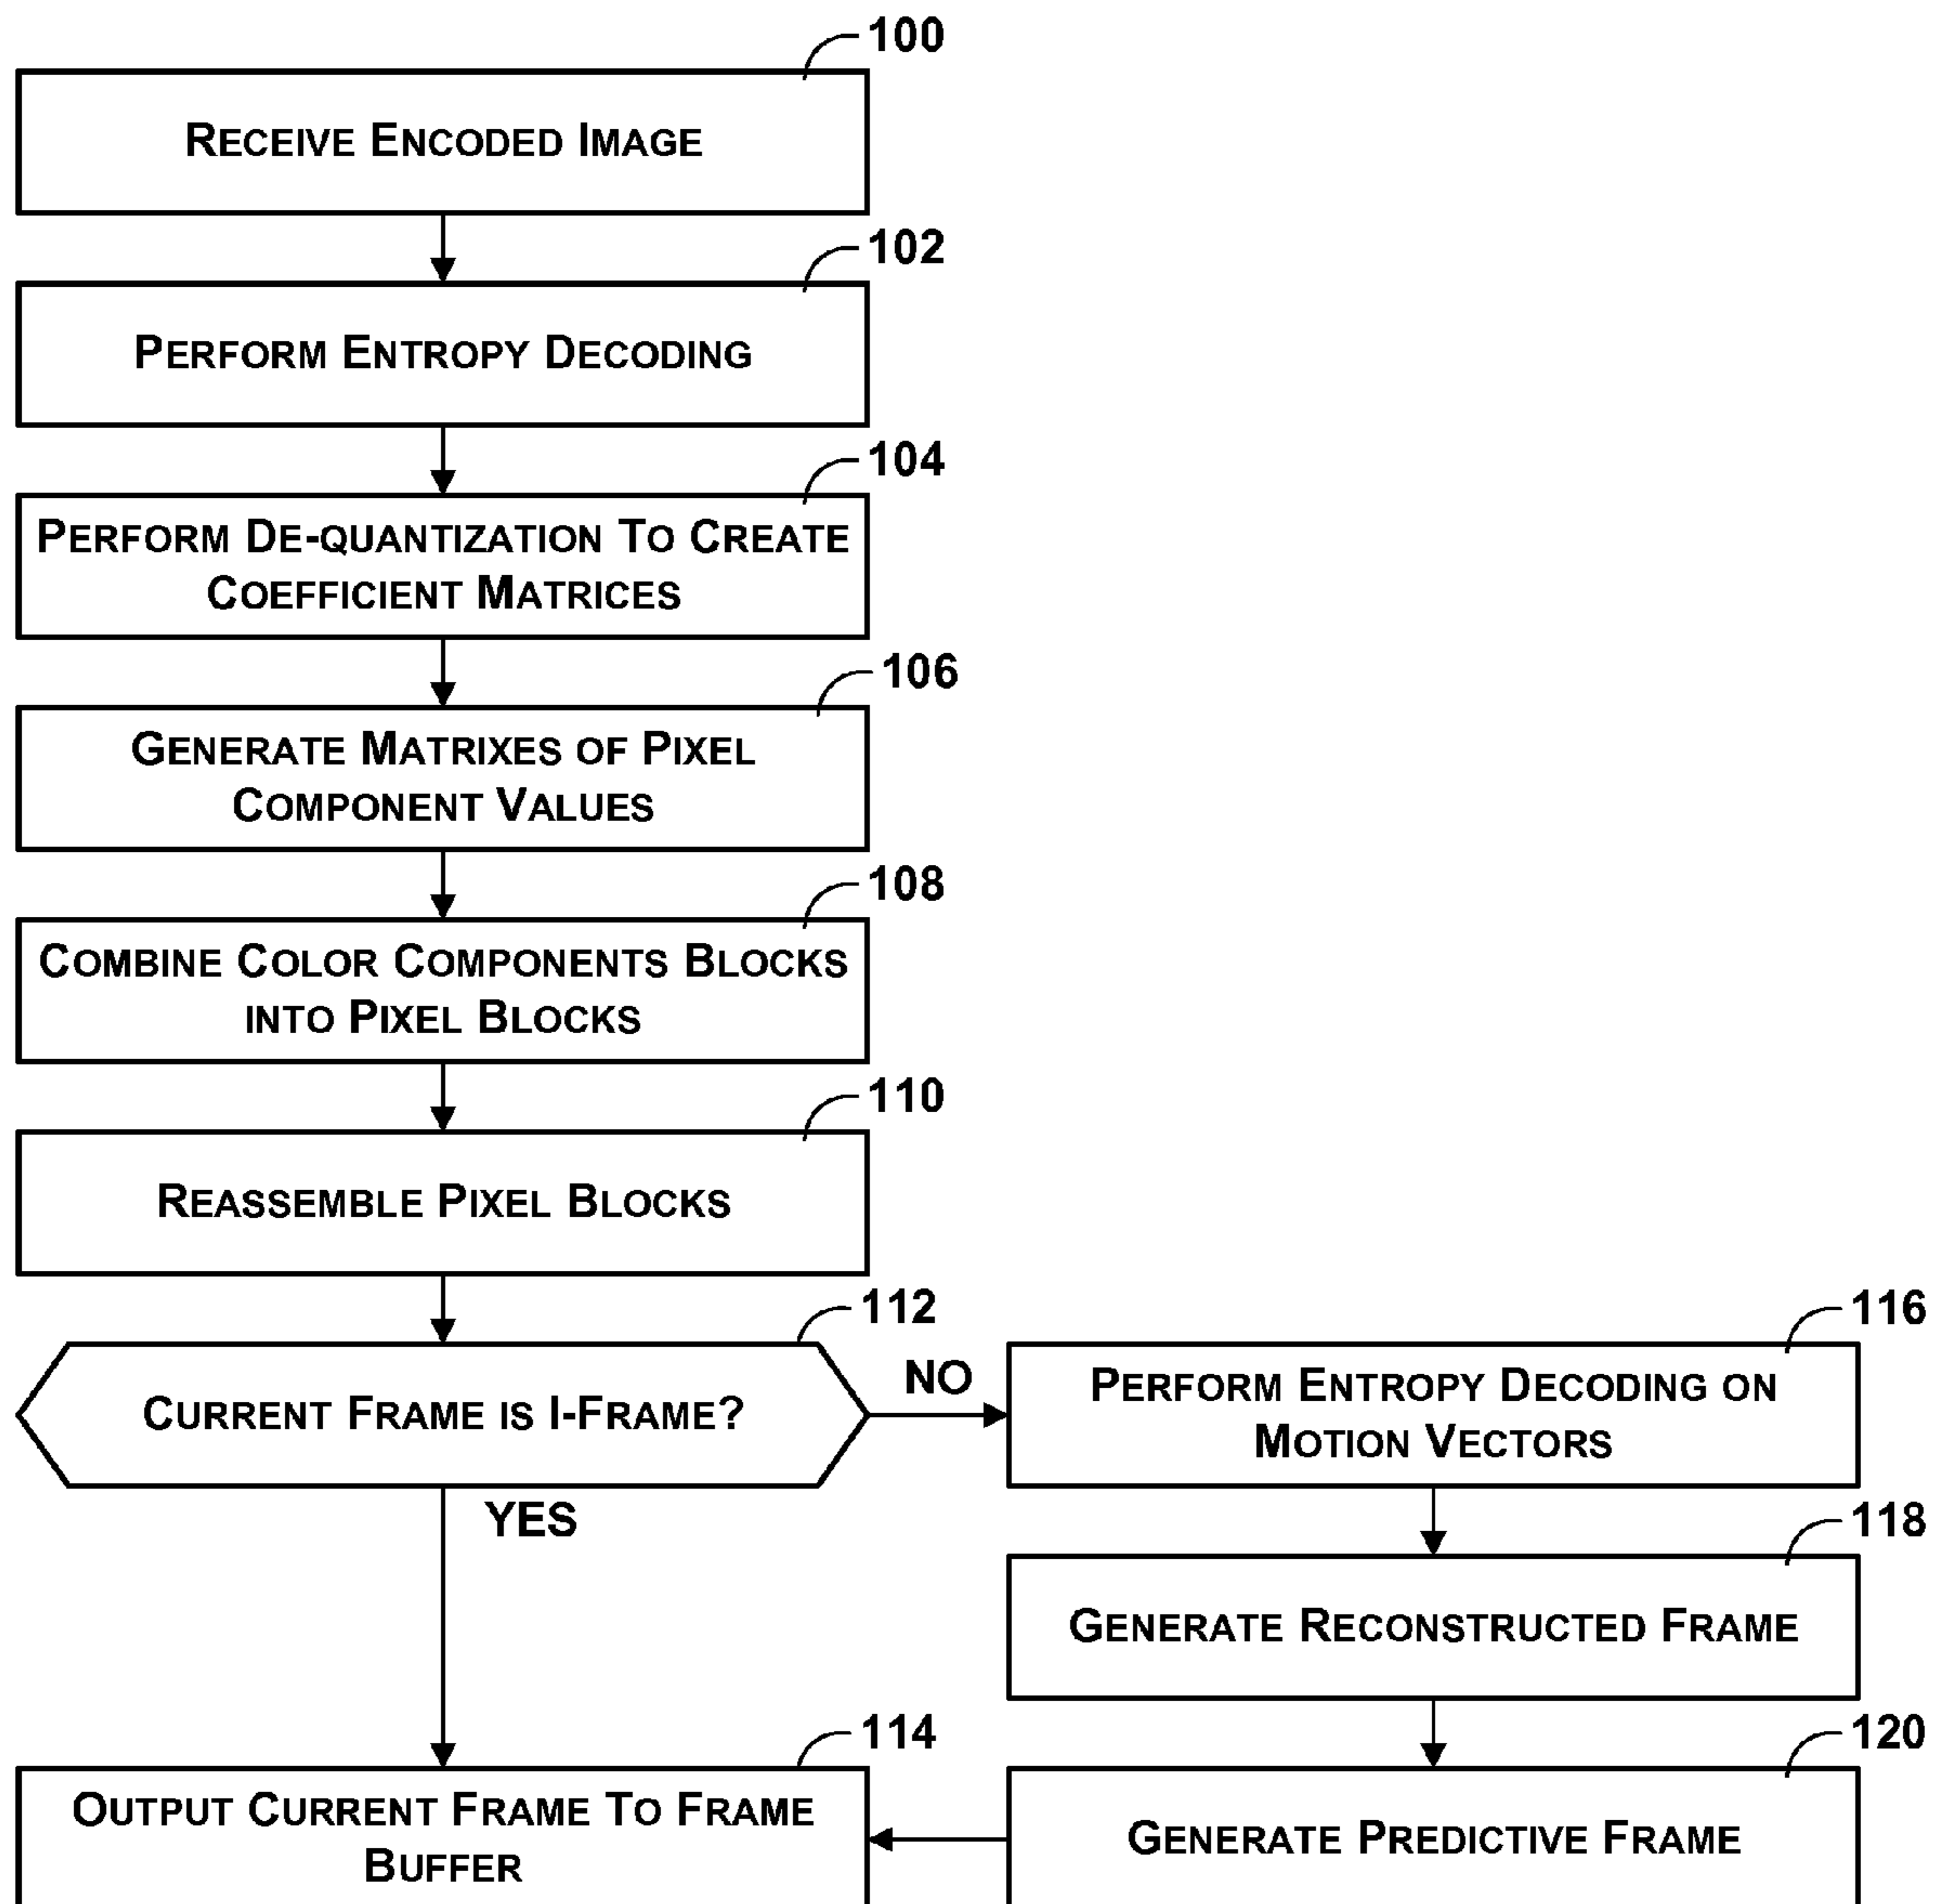 100
RECEIVE ENCODED IMAGE
102
PERFORM ENTROPY DECODING
104
PERFORM DE-QUANTIZATION TO CREATE
COEFFICIENT MATRICES
106
GENERATE MATRIXES OF PIXEL
COMPONENT VALUES
108
COMBINE COLOR COMPONENTS BLOCKS
INTO PIXEL BLOCKS
110
REASSEMBLE PIXEL BLOCKS
112
CURRENT FRAME IS I-FRAME?
NO
YES
116
PERFORM ENTROPY DECODING ON
MOTION VECTORS
118
GENERATE RECONSTRUCTED FRAME
120
GENERATE PREDICTIVE FRAME
114
OUTPUT CURRENT FRAME TO FRAME
BUFFER